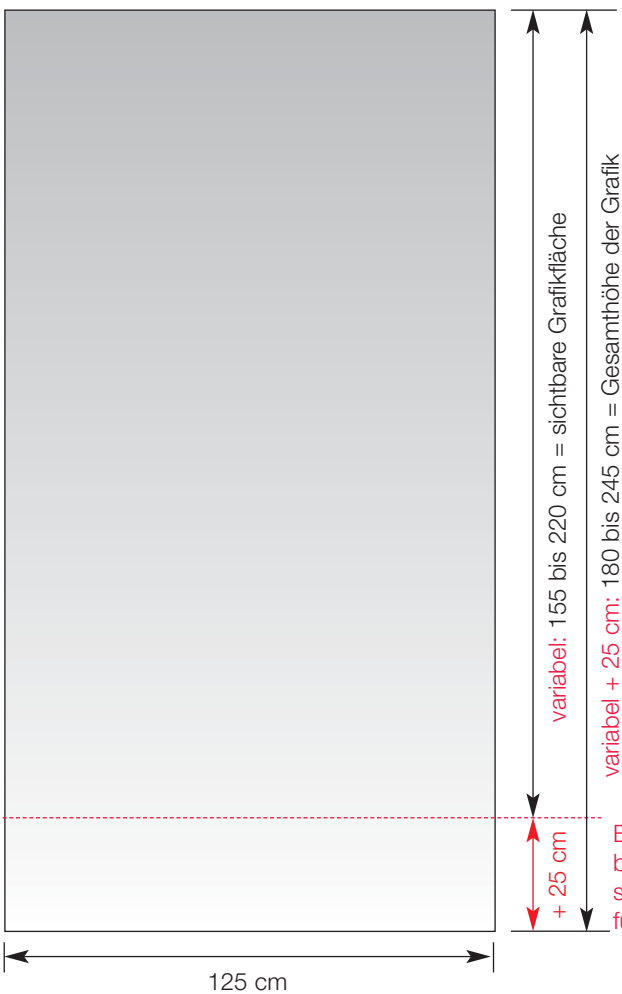 variabel: 155 bis 220 cm = sichtbare Grafikfläche
variabel + 25 cm: 180 bis 245 cm = Gesamthöhe der Grafik
+ 25 cm
125 cm